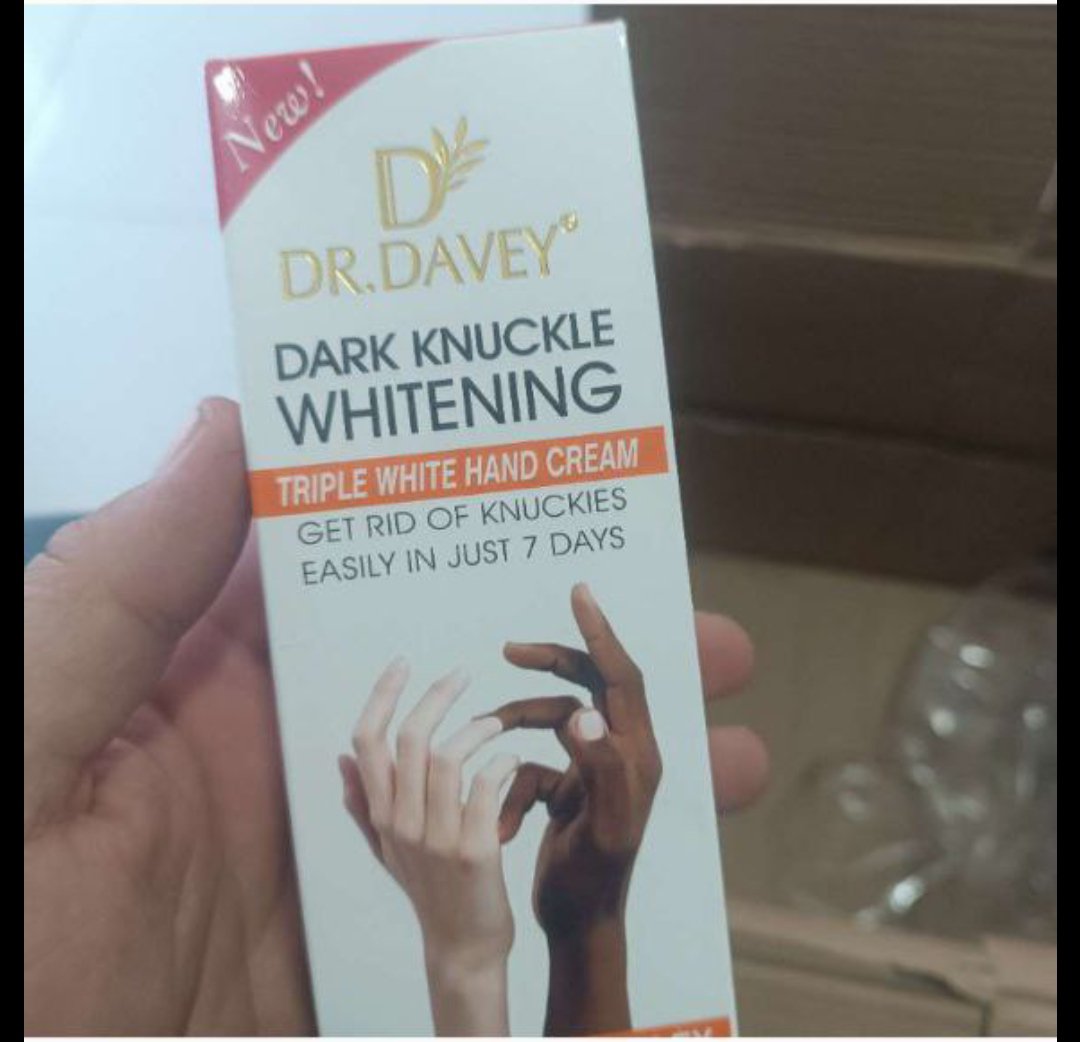 New!
D
DR.DAVEY®
DARK KNUCKLE
WHITENING
TRIPLE WHITE HAND CREAM
GET RID OF KNUCKIES
EASILY IN JUST 7 DAYS